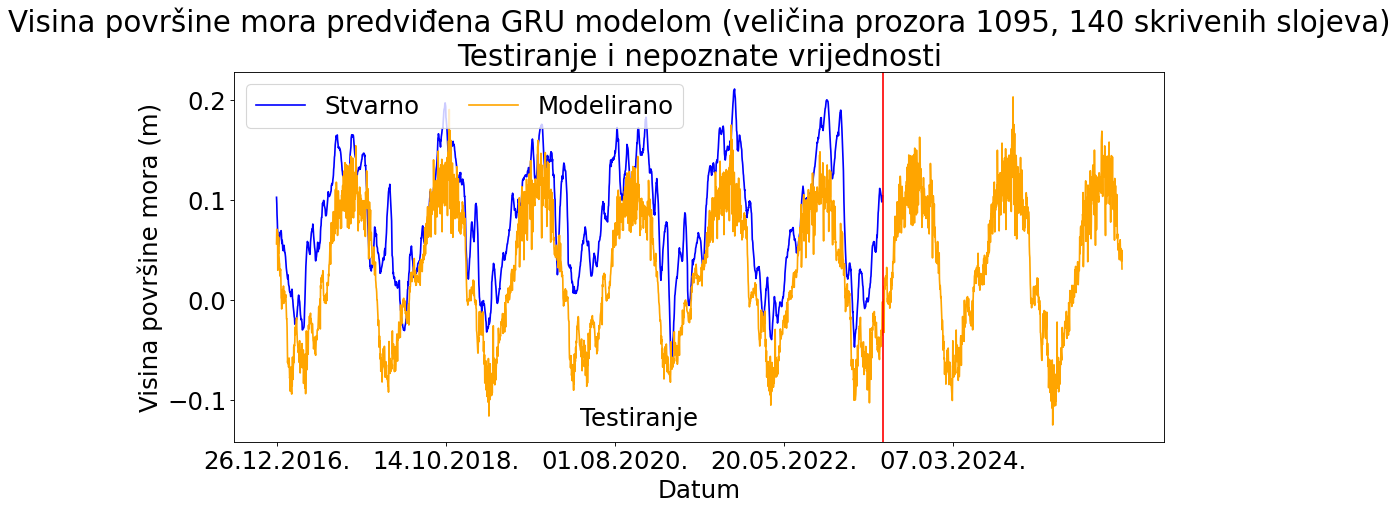 Visina površine mora predviđena GRU modelom (veličina prozora 1095, 140 skrivenih slojeva)
Testiranje i nepoznate vrijednosti
Stvarno
Modelirano
Visina površine mora (m)
0.2
0.1
0.0
−0.1
Testiranje
26.12.2016.
14.10.2018.
01.08.2020.
20.05.2022.
07.03.2024.
Datum